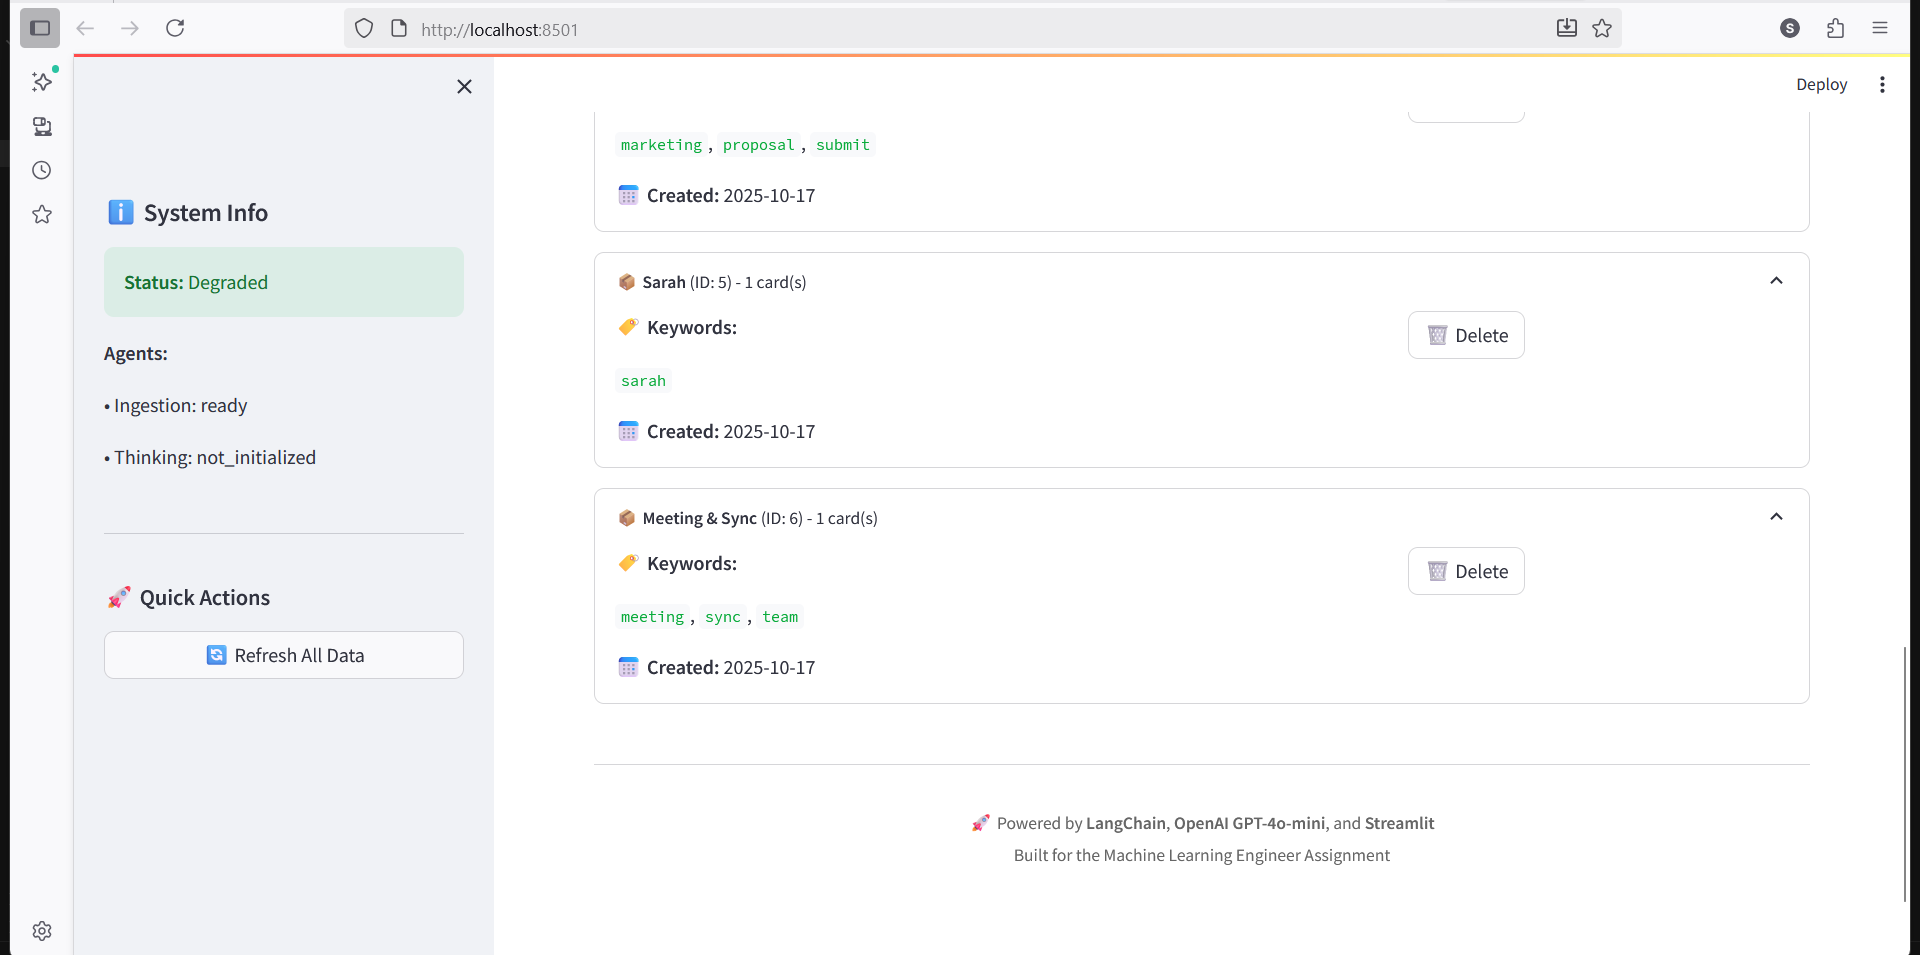 http://localhost:8501
S
Deploy
marketing, proposal, submit
Created: 2025-10-17
System Info
Status: Degraded
Agents:
• Ingestion: ready
• Thinking: not_initialized
Quick Actions
Refresh All Data
Sarah (ID: 5) - 1 card(s)
Keywords:
Delete
sarah
Created: 2025-10-17
Meeting & Sync (ID: 6) - 1 card(s)
Keywords:
Delete
meeting, sync, team
Created: 2025-10-17
Powered by LangChain, OpenAI GPT-4o-mini, and Streamlit
Built for the Machine Learning Engineer Assignment